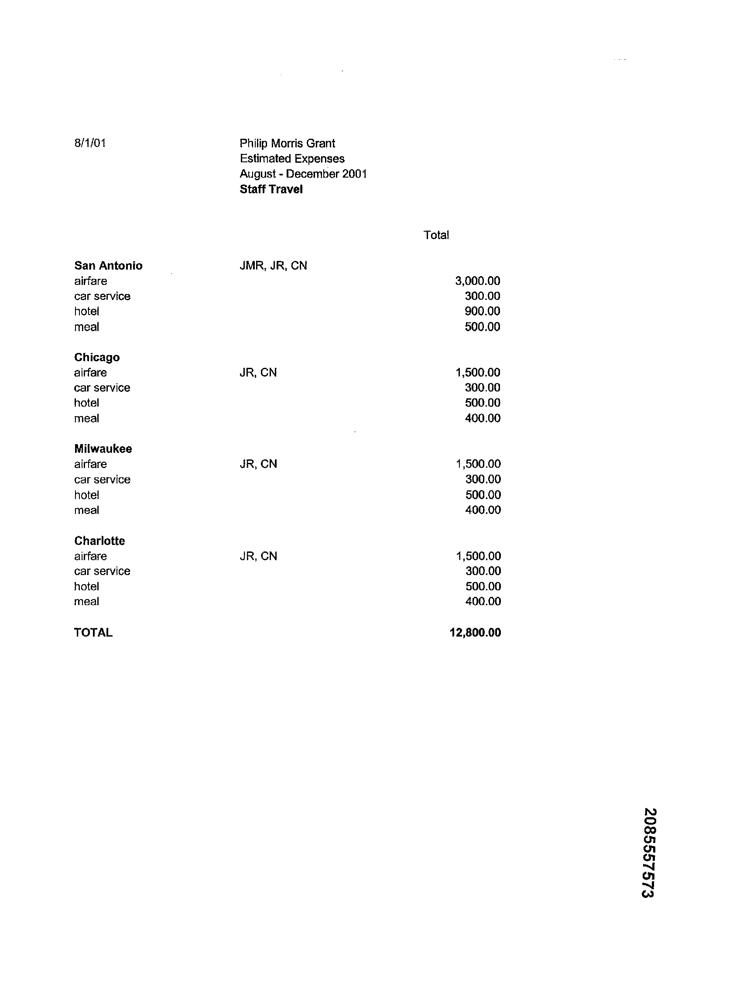 8/1/01 Philip Morris Grant
Estimated Expenses
August - December 2001
Staff Travel
Total
San Antonio JMR, JR, CN
airfare 3,000.00
car service 300.00
hotel 900.00
meal 500.00
Chicago
airfare JR, CN 1,500.00
car service 300.00
hotel 500.00
meal 400.00
Milwaukee
airfare JR, CN 1,500.00
car service 300.00
hotel 500.00
meal 400.00
Charlotte
airfare JR, CN 1,500.00
car service 300.00
hotel 500.00
meal 400.00
TOTAL 12,800.00
2085557573